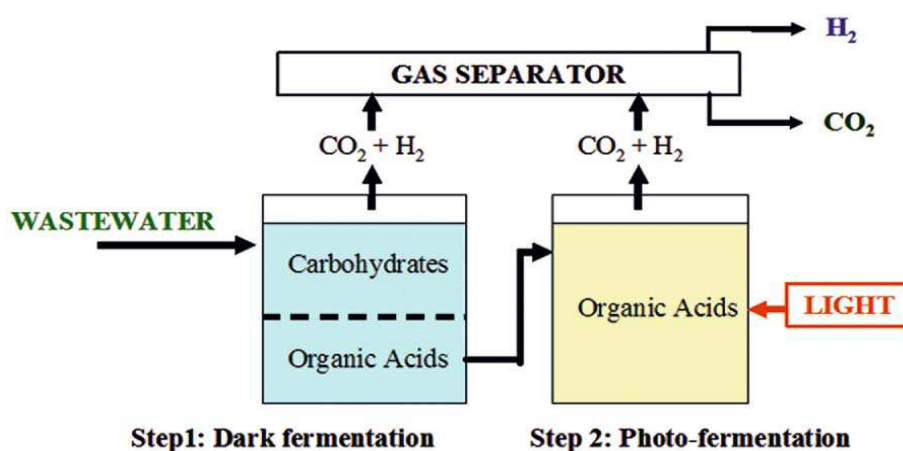 H₂
GAS SEPARATOR
CO₂
CO₂ + H₂
CO₂ + H₂
WASTEWATER
Carbohydrates
Organic Acids
Organic Acids
LIGHT
Step1: Dark fermentation
Step 2: Photo-fermentation